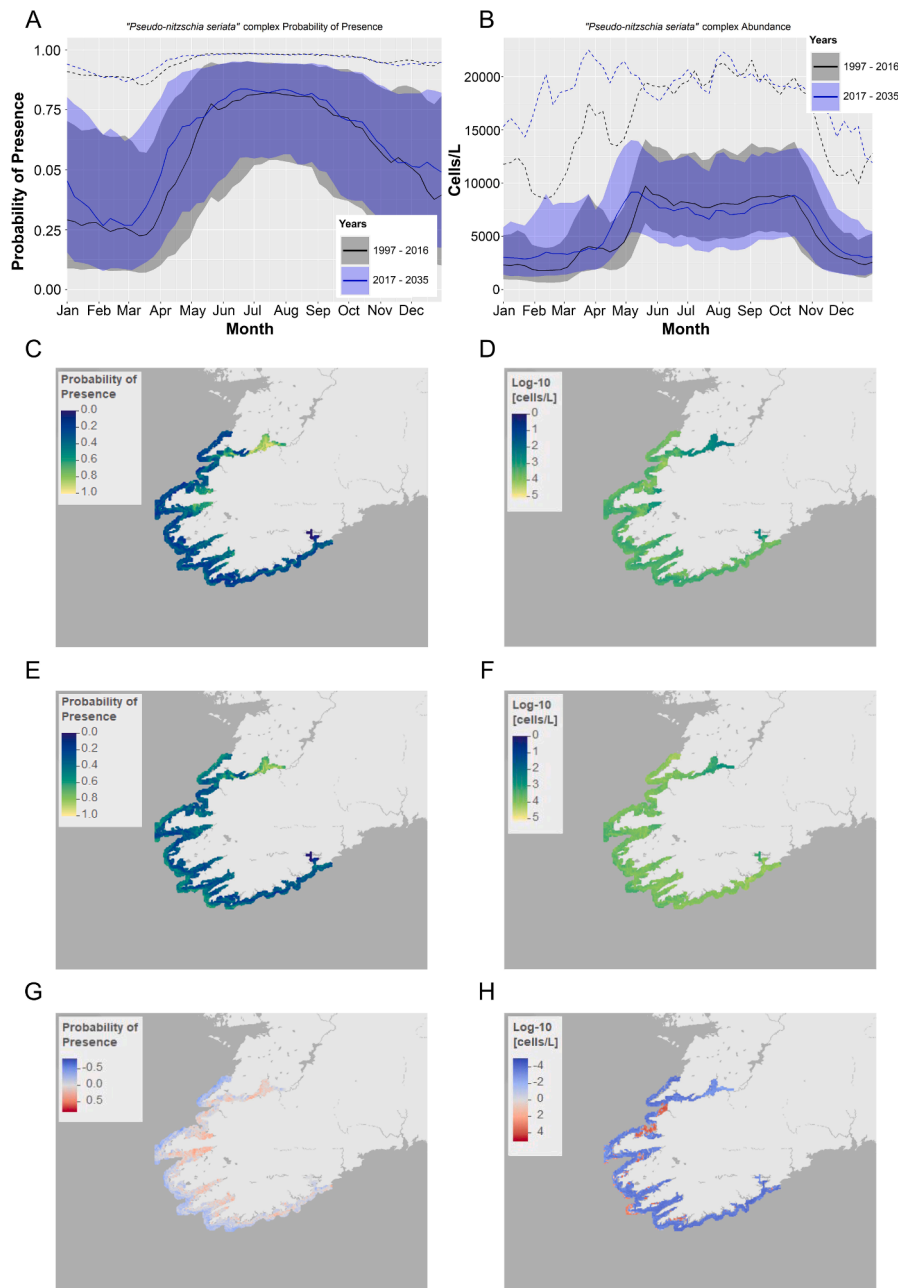 A
B
"Pseudo-nitzschia seriata" complex Probability of Presence
"Pseudo-nitzschia seriata" complex Abundance
Probability of Presence
1.00
0.75
0.05
0.25
0.00
Jan Feb Mar Apr May Jun Jul Aug Sep Oct Nov Dec
Month
Years
1997 - 2016
2017 - 2035
Cells/L
20000
15000
10000
5000
0
Jan Feb Mar Apr May Jun Jul Aug Sep Oct Nov Dec
Month
Years
1997 - 2016
2017 - 2035
C
Probability of
Presence
0.0
0.2
0.4
0.6
0.8
1.0
D
Log-10
[cells/L]
0
1
2
3
4
5
E
Probability of
Presence
0.0
0.2
0.4
0.6
0.8
1.0
F
Log-10
[cells/L]
0
1
2
3
4
5
G
Probability of
Presence
-0.5
0.0
0.5
H
Log-10
[cells/L]
-4
-2
0
2
4